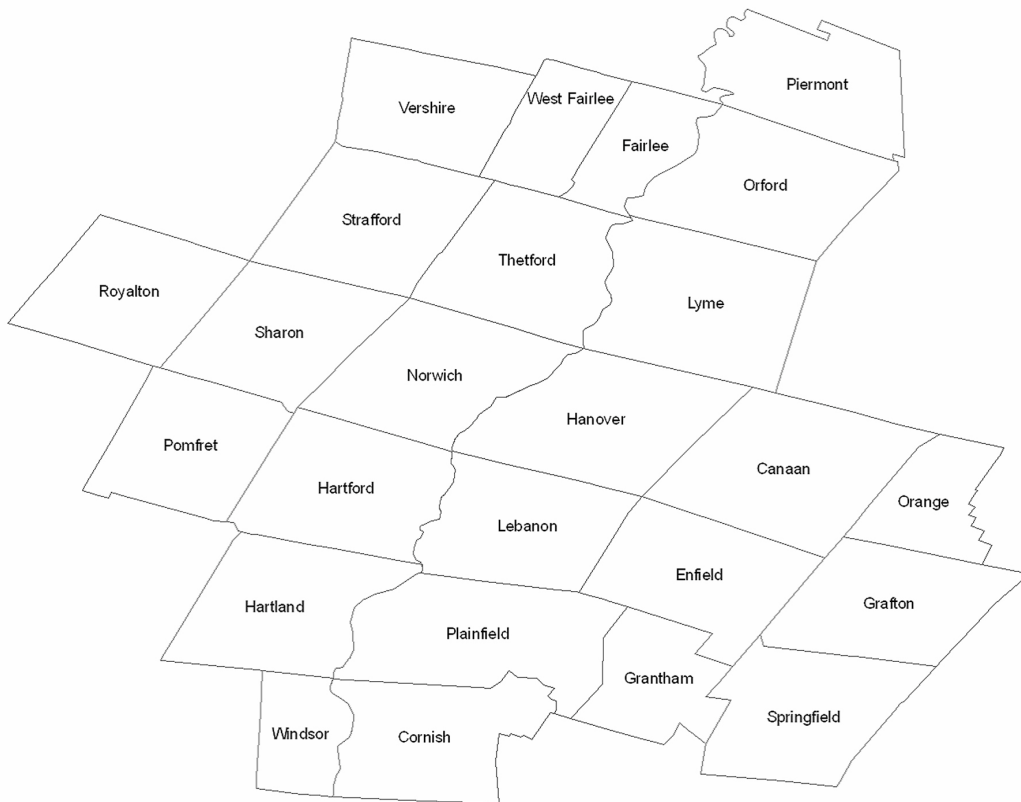 Piermont
Vershire
West Fairlee
Fairlee
Orford
Strafford
Thetford
Royalton
Lyme
Sharon
Norwich
Hanover
Pomfret
Canaan
Hartford
Orange
Lebanon
Enfield
Grafton
Hartland
Plainfield
Grantham
Springfield
Windsor
Cornish